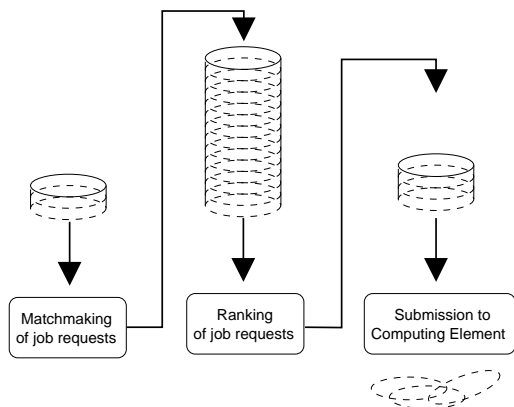 Matchmaking
of job requests
Ranking
of job requests
Submission to
Computing Element